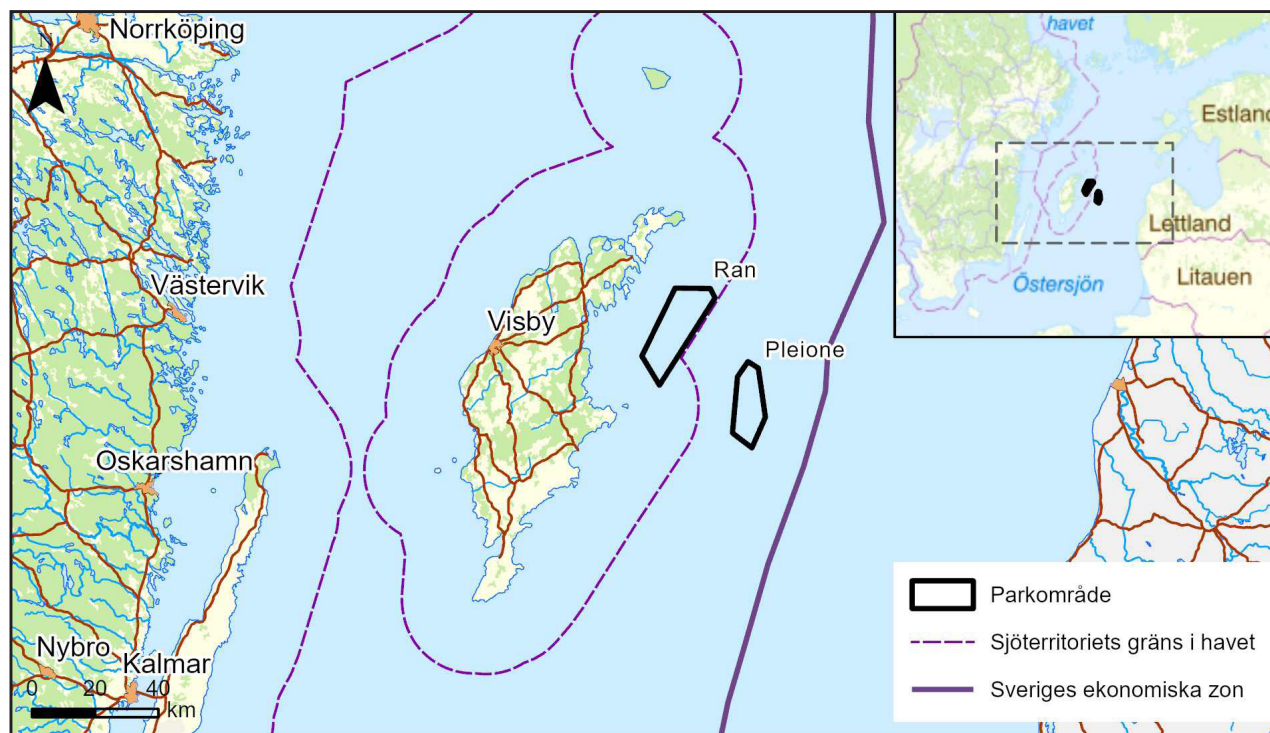 Norrköping
N
Västervik
Visby
Ran
Pleione
Oskarshamn
Nybro
Kalmar
0 20 40
km
havet
Estland
Lettland
Litauen
Östersjön
Parkområde
Sjöterritoriets gräns i havet
Sveriges ekonomiska zon